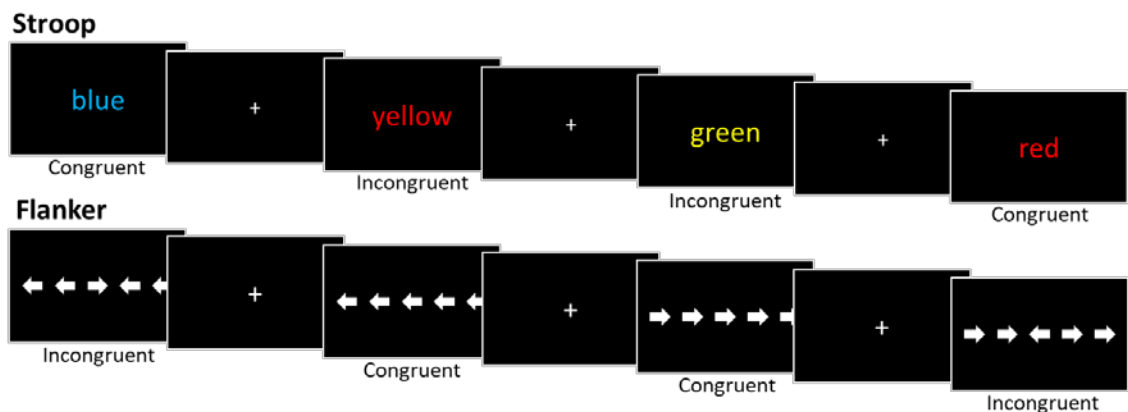 Stroop
blue
+
yellow
+
green
+
red
Congruent
Incongruent
Incongruent
Congruent
Flanker
+
+
+
Incongruent
Congruent
Congruent
Incongruent